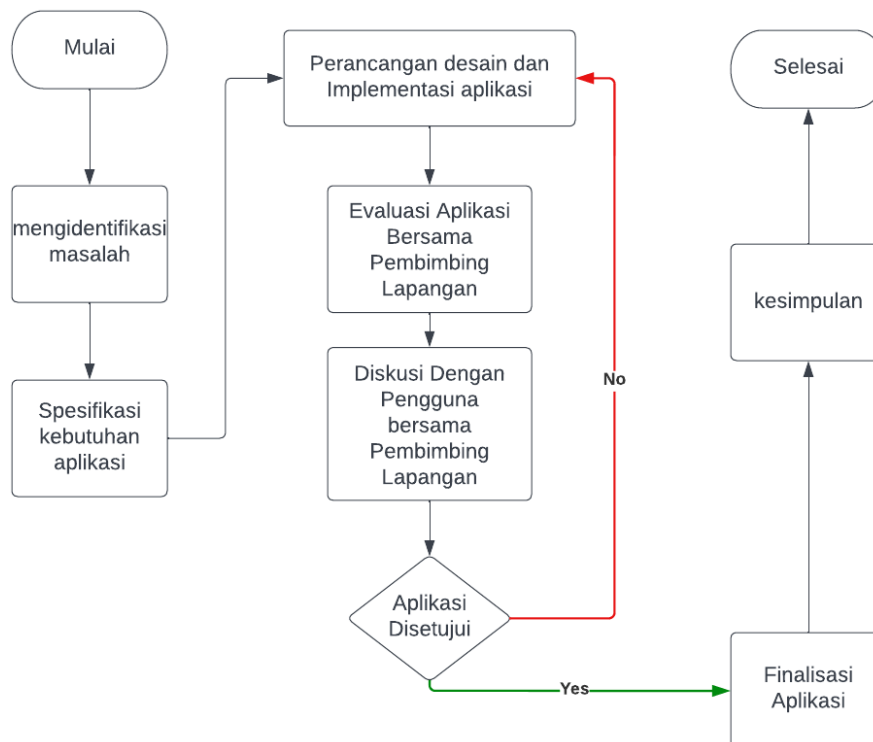 Mulai
mengidentifikasi
masalah
Spesifikasi
kebutuhan
aplikasi
Perancangan desain dan
Implementasi aplikasi
Evaluasi Aplikasi
Bersama
Pembimbing
Lapangan
Diskusi Dengan
Pengguna
bersama
Pembimbing
Lapangan
Aplikasi
Disetujui
No
Yes
Finalisasi
Aplikasi
kesimpulan
Selesai